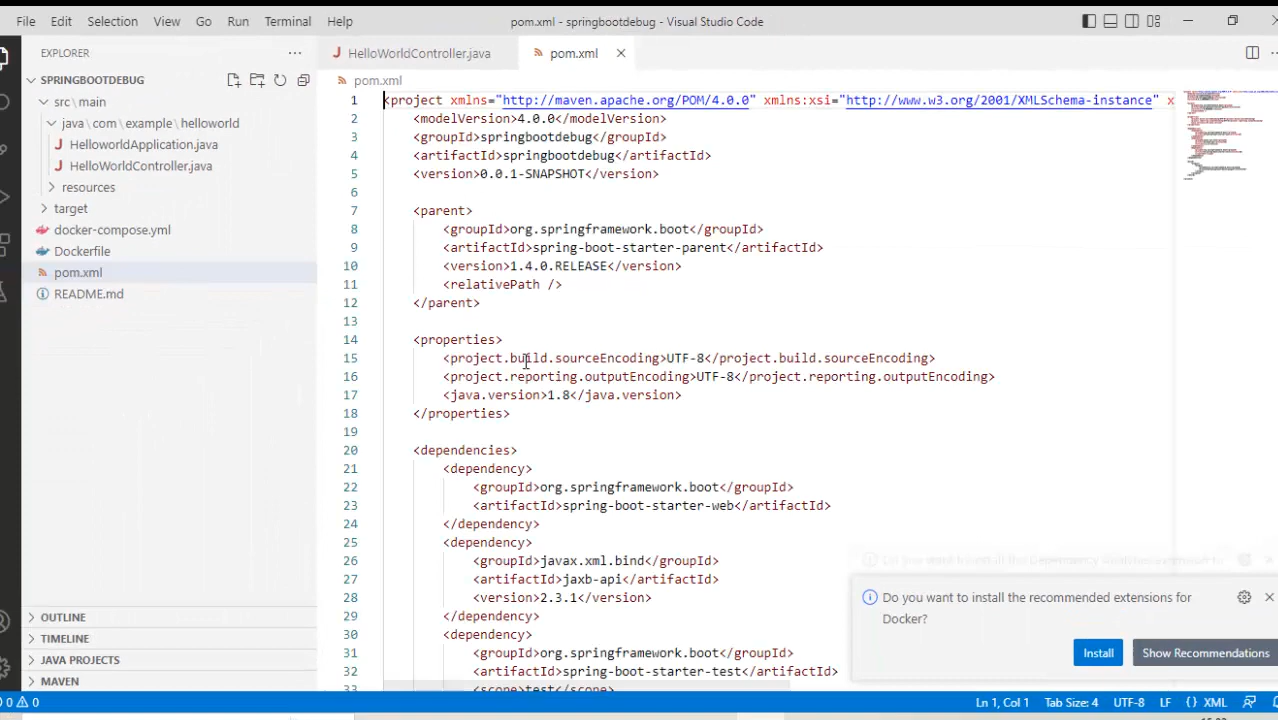 File Edit Selection View Go Run Terminal Help
pom.xml - springbootdebug - Visual Studio Code
EXPLORER
SPRINGBOOTDEBUG
src\main
java\com\example\helloworld
HelloworldApplication.java
HelloWorldController.java
resources
target
docker-compose.yml
Dockerfile
pom.xml
README.md
OUTLINE
TIMELINE
JAVA PROJECTS
MAVEN
HelloWorldController.java
pom.xml
pom.xml
1 <project xmlns="http://maven.apache.org/POM/4.0.0" xmlns:xsi="http://www.w3.org/2001/XMLSchema-instance" x
2 <modelVersion>4.0.0</modelVersion>
3 <groupId>springbootdebug</groupId>
4 <artifactId>springbootdebug</artifactId>
5 <version>0.0.1-SNAPSHOT</version>
6
7 <parent>
8 <groupId>org.springframework.boot</groupId>
9 <artifactId>spring-boot-starter-parent</artifactId>
10 <version>1.4.0.RELEASE</version>
11 <relativePath />
12 </parent>
13
14 <properties>
15 <project.build.sourceEncoding>UTF-8</project.build.sourceEncoding>
16 <project.reporting.outputEncoding>UTF-8</project.reporting.outputEncoding>
17 <java.version>1.8</java.version>
18 </properties>
19
20 <dependencies>
21 <dependency>
22 <groupId>org.springframework.boot</groupId>
23 <artifactId>spring-boot-starter-web</artifactId>
24 </dependency>
25 <dependency>
26 <groupId>javax.xml.bind</groupId>
27 <artifactId>jaxb-api</artifactId>
28 <version>2.3.1</version>
29 </dependency>
30 <dependency>
31 <groupId>org.springframework.boot</groupId>
32 <artifactId>spring-boot-starter-test</artifactId>
33 <scope>test</scope>
Do you want to install the recommended extensions for
Docker?
Install
Show Recommendations
0 0
Ln 1, Col 1 Tab Size: 4 UTF-8 LF {} XML